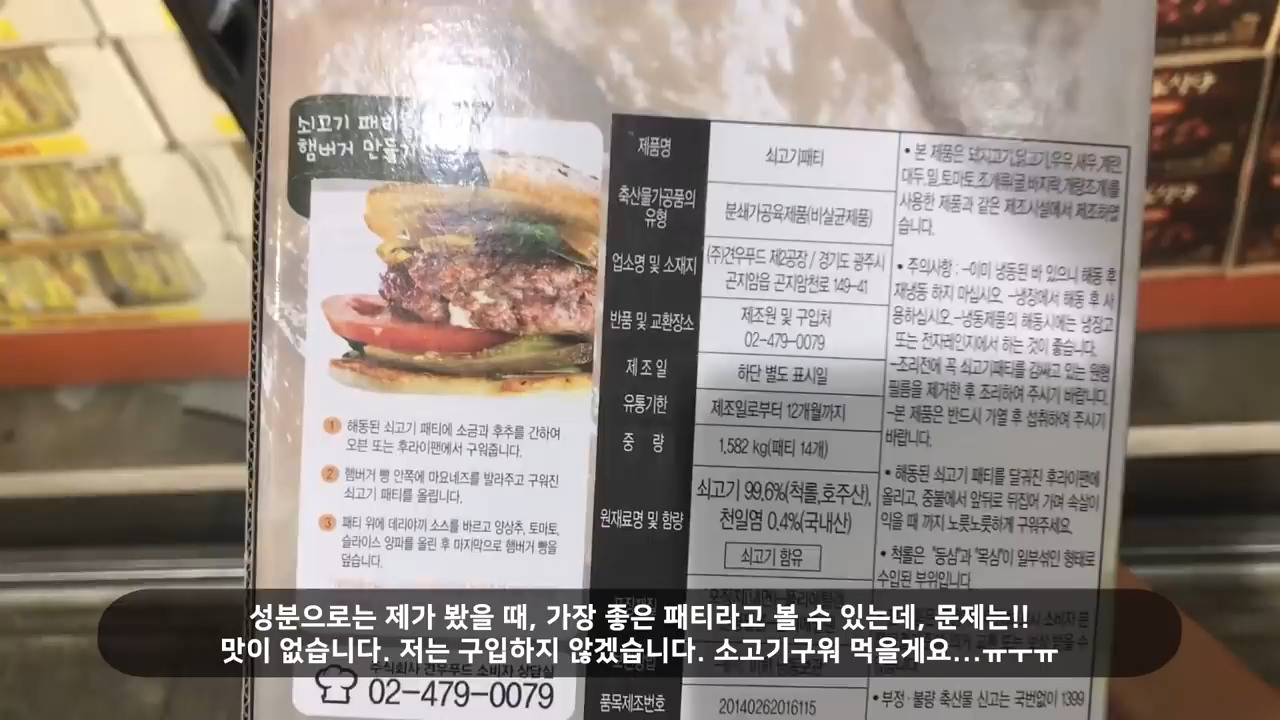 쇠고기 패티
햄버거 만들기
① 해동된 쇠고기 패티에 소금과 후추를 간하여
오븐 또는 후라이팬에서 구워줍니다.
② 햄버거 빵 안쪽에 마요네즈를 발라주고 구워진
쇠고기 패티를 올립니다.
③ 패티 위에 데리야끼 소스를 바르고 양상추, 토마토,
슬라이스 양파를 올린 후 마지막으로 햄버거 빵을
덮습니다.
주식회사 견우푸드 소비자 상담실
02-479-0079
제품명
쇠고기패티
축산물가공품의
유형
분쇄가공육제품(비살균제품)
업소명 및 소재지
(주)견우푸드 제2공장 / 경기도 광주시
곤지암읍 곤지암천로 149-41
반품 및 교환장소
제조원 및 구입처
02-479-0079
제조일
하단 별도 표시일
유통기한
제조일로부터 12개월까지
중 량
1,582 kg(패티 14개)
원재료명 및 함량
쇠고기 99.6%(척롤,호주산),
천일염 0.4%(국내산)
쇠고기 함유
품목제조번호
20140262016115
• 본 제품은 돼지고기,닭고기,우유,새우,계란,
대두,밀,토마토,조개류(굴,바지락,개량조개)를
사용한 제품과 같은 제조시설에서 제조하였
습니다.
• 주의사항 : -이미 냉동된 바 있으니 해동 후
재냉동 하지 마십시오. -냉장에서 해동 후 사
용하십시오. -냉동제품의 해동시에는 냉장고
또는 전자레인지에서 하는 것이 좋습니다.
-조리전에 꼭 쇠고기패티를 감싸고 있는 원형
필름을 제거한 후 조리하여 주시기 바랍니다.
-본 제품은 반드시 가열 후 섭취하여 주시기
바랍니다.
• 해동된 쇠고기 패티를 달궈진 후라이팬에
올리고, 중불에서 앞뒤로 뒤집어 가며 속살이
익을 때 까지 노릇노릇하게 구워주세요.
• 척롤은 "등심"과 "목심"이 일부섞인 형태로
수입된 부위입니다.
• 부정·불량 축산물 신고는 국번없이 1399
성분으로는 제가 봤을 때, 가장 좋은 패티라고 볼 수 있는데, 문제는!!
맛이 없습니다. 저는 구입하지 않겠습니다. 소고기구워 먹을게요...ㅠㅜㅠ